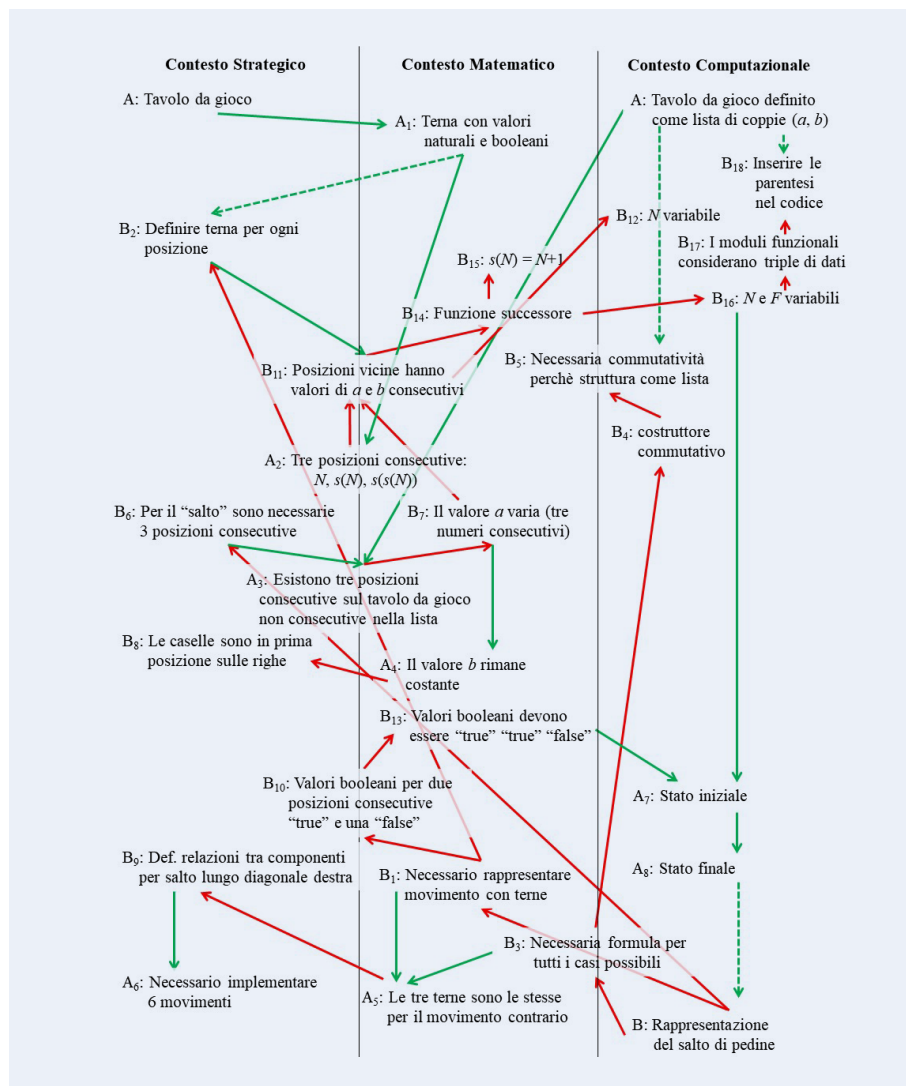 Contesto Strategico
Contesto Matematico
Contesto Computazionale
A: Tavolo da gioco
A: Tavolo da gioco definito
come lista di coppie (a, b)
A₁: Terna con valori
naturali e booleani
B₁₈: Inserire le
parentesi
nel codice
B₂: Definire terna per ogni
posizione
B₁₂: N variabile
B₁₇: I moduli funzionali
considerano triple di dati
B₁₅: s(N) = N+1
B₁₆: N e F variabili
B₁₄: Funzione successore
B₁₁: Posizioni vicine hanno
valori di a e b consecutivi
B₅: Necessaria commutatività
perchè struttura come lista
B₄: costruttore
commutativo
A₂: Tre posizioni consecutive:
N, s(N), s(s(N))
B₆: Per il “salto” sono necessarie
3 posizioni consecutive
B₇: Il valore a varia (tre
numeri consecutivi)
A₃: Esistono tre posizioni
consecutive sul tavolo da gioco
non consecutive nella lista
B₈: Le caselle sono in prima
posizione sulle righe
A₄: Il valore b rimane
costante
B₁₃: Valori booleani devono
essere “true” “true” “false”
B₁₀: Valori booleani per due
posizioni consecutive
“true” e una “false”
A₇: Stato iniziale
B₉: Def. relazioni tra componenti
per salto lungo diagonale destra
B₁: Necessario rappresentare
movimento con terne
A₈: Stato finale
B₃: Necessaria formula per
tutti i casi possibili
A₆: Necessario implementare
6 movimenti
A₅: Le tre terne sono le stesse
per il movimento contrario
B: Rappresentazione
del salto di pedine